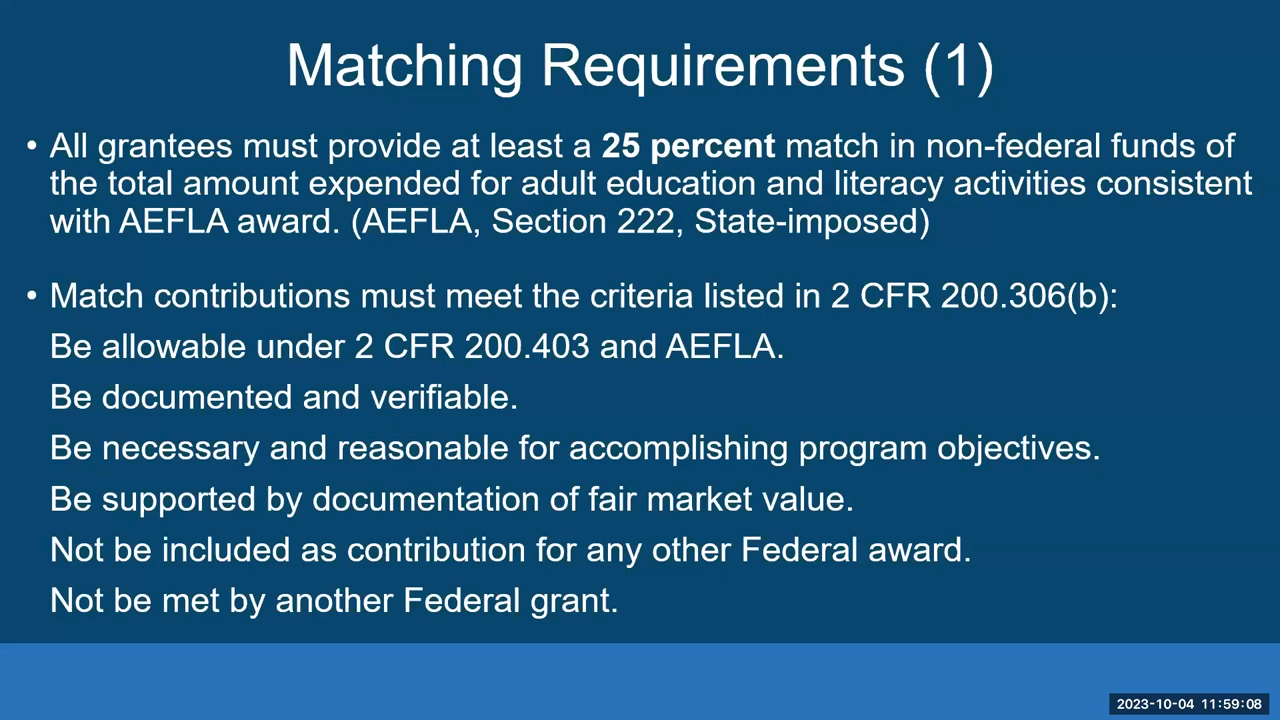 Matching Requirements (1)
• All grantees must provide at least a 25 percent match in non-federal funds of
the total amount expended for adult education and literacy activities consistent
with AEFLA award. (AEFLA, Section 222, State-imposed)
• Match contributions must meet the criteria listed in 2 CFR 200.306(b):
Be allowable under 2 CFR 200.403 and AEFLA.
Be documented and verifiable.
Be necessary and reasonable for accomplishing program objectives.
Be supported by documentation of fair market value.
Not be included as contribution for any other Federal award.
Not be met by another Federal grant.
2023-10-04 11:59:08